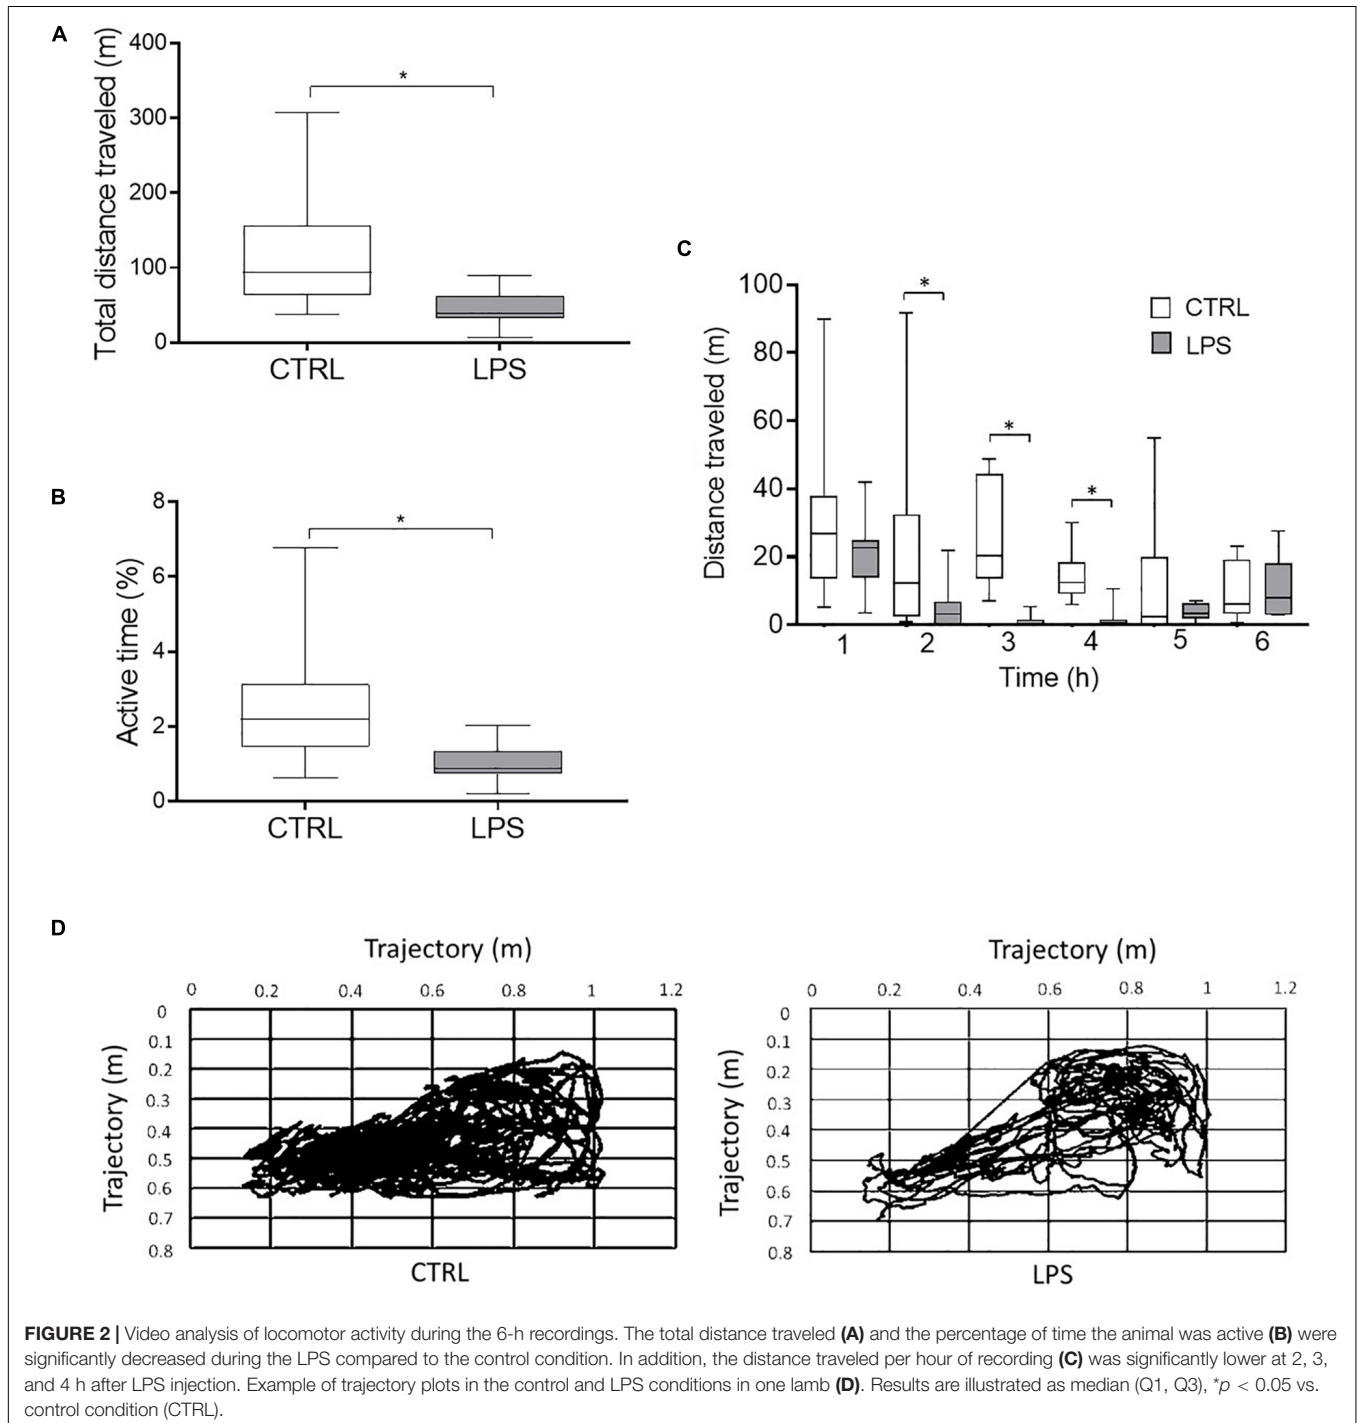 A
400
300
200
100
0
Total distance traveled (m)
*
CTRL
LPS
B
8
6
4
2
0
Active time (%)
*
CTRL
LPS
C
100
80
60
40
20
0
Distance traveled (m)
*
*
*
CTRL
LPS
1 2 3 4 5 6
Time (h)
D
Trajectory (m)
0 0.2 0.4 0.6 0.8 1 1.2
0
0.1
0.2
0.3
0.4
0.5
0.6
0.7
0.8
Trajectory (m)
CTRL
Trajectory (m)
0 0.2 0.4 0.6 0.8 1 1.2
0
0.1
0.2
0.3
0.4
0.5
0.6
0.7
0.8
Trajectory (m)
LPS
FIGURE 2 | Video analysis of locomotor activity during the 6-h recordings. The total distance traveled (A) and the percentage of time the animal was active (B) were
significantly decreased during the LPS compared to the control condition. In addition, the distance traveled per hour of recording (C) was significantly lower at 2, 3,
and 4 h after LPS injection. Example of trajectory plots in the control and LPS conditions in one lamb (D). Results are illustrated as median (Q1, Q3), *p < 0.05 vs.
control condition (CTRL).